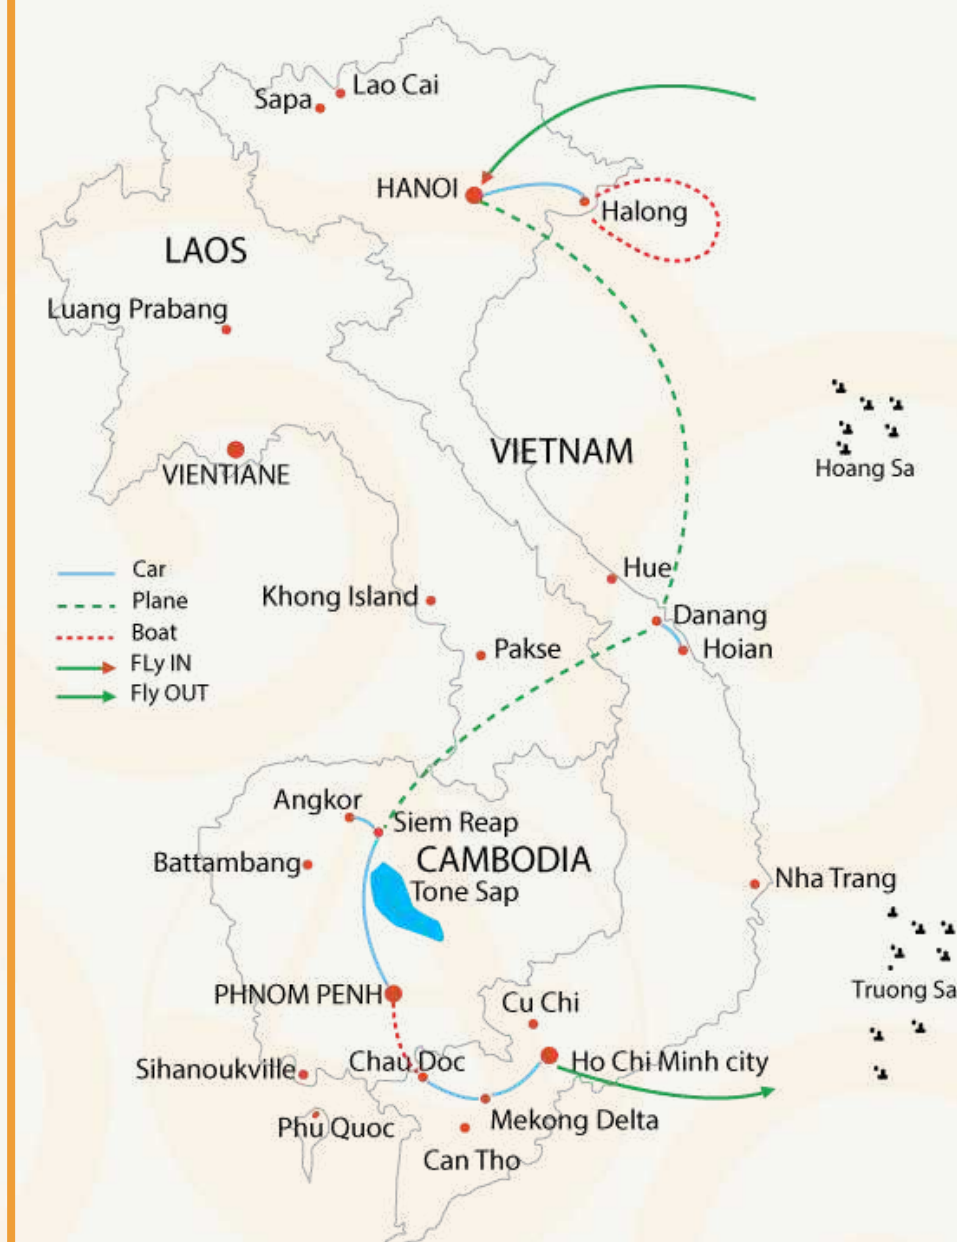 Lao Cai
Sapa
HANOI
Halong
LAOS
Luang Prabang
VIETNAM
VIENTIANE
Hoang Sa
Car
Plane
Boat
FLy IN
Fly OUT
Hue
Khong Island
Danang
Pakse
Hoian
Angkor
Siem Reap
Battambang
CAMBODIA
Tone Sap
Nha Trang
PHNOM PENH
Cu Chi
Truong Sa
Sihanoukville
Chau Doc
Ho Chi Minh city
Phu Quoc
Mekong Delta
Can Tho